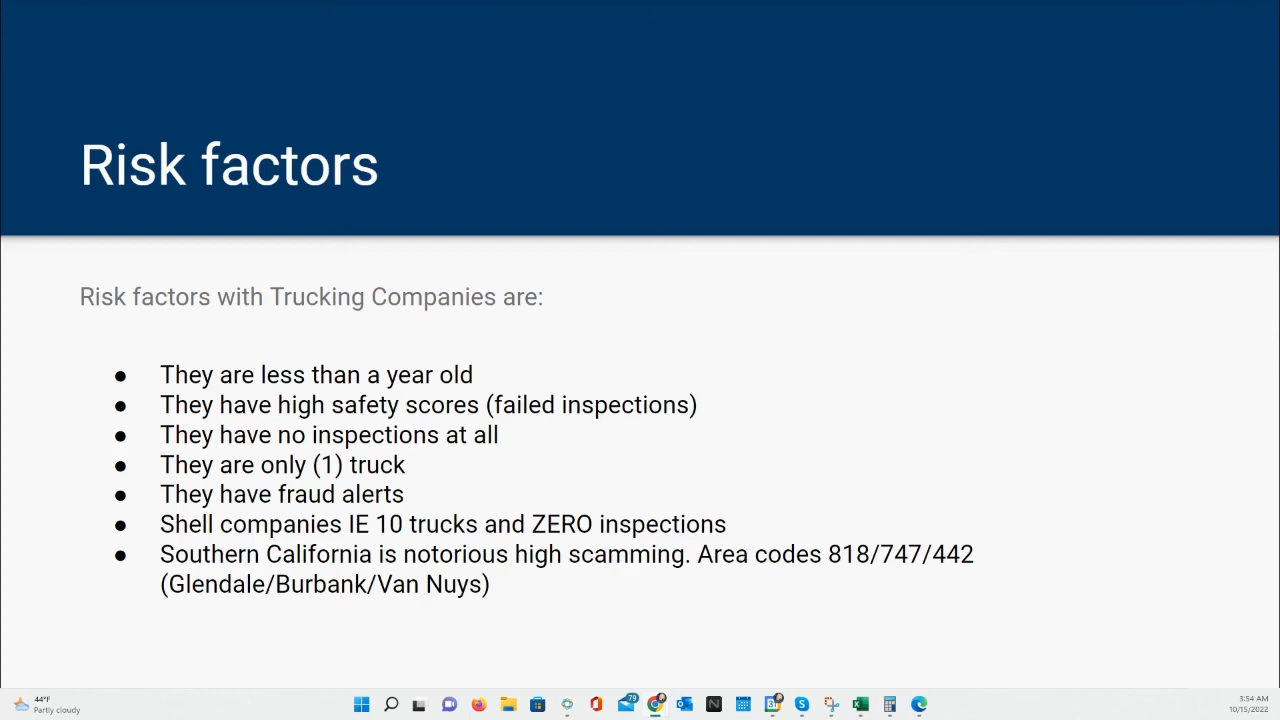 Risk factors
Risk factors with Trucking Companies are:
● They are less than a year old
● They have high safety scores (failed inspections)
● They have no inspections at all
● They are only (1) truck
● They have fraud alerts
● Shell companies IE 10 trucks and ZERO inspections
● Southern California is notorious high scamming. Area codes 818/747/442
(Glendale/Burbank/Van Nuys)
44°F
Partly cloudy
79
3:54 AM
10/15/2022